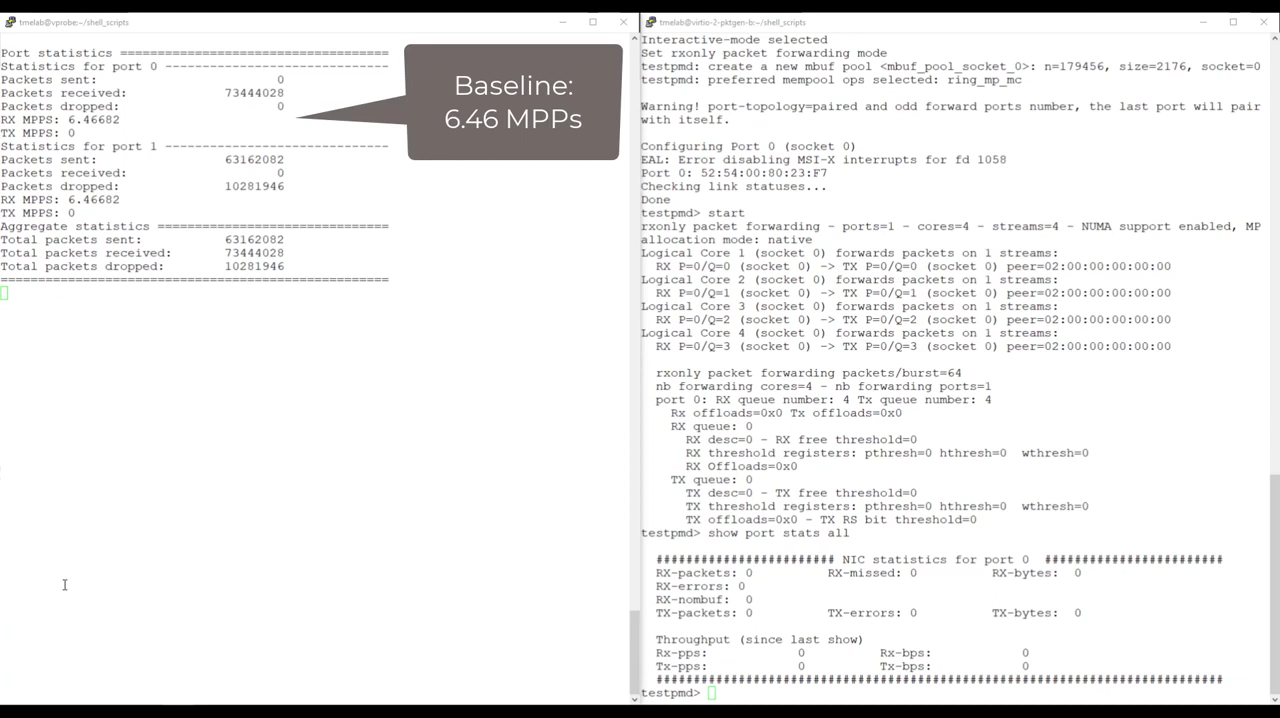 tmelab@vprobe:~/shell_scripts
Port statistics ====================================
Statistics for port 0 ------------------------------
Packets sent: 0
Packets received: 73444028
Packets dropped: 0
RX MPPS: 6.46682
TX MPPS: 0
Statistics for port 1 ------------------------------
Packets sent: 63162082
Packets received: 0
Packets dropped: 10281946
RX MPPS: 6.46682
TX MPPS: 0
Aggregate statistics ===============================
Total packets sent: 63162082
Total packets received: 73444028
Total packets dropped: 10281946
====================================================
Baseline:
6.46 MPPs
tmelab@virtio-2-pktgen-b:~/shell_scripts
Interactive-mode selected
Set rxonly packet forwarding mode
testpmd: create a new mbuf pool <mbuf_pool_socket_0>: n=179456, size=2176, socket=0
testpmd: preferred mempool ops selected: ring_mp_mc
Warning! port-topology=paired and odd forward ports number, the last port will pair
with itself.
Configuring Port 0 (socket 0)
EAL: Error disabling MSI-X interrupts for fd 1058
Port 0: 52:54:00:80:23:F7
Checking link statuses...
Done
testpmd> start
rxonly packet forwarding - ports=1 - cores=4 - streams=4 - NUMA support enabled, MP
allocation mode: native
Logical Core 1 (socket 0) forwards packets on 1 streams:
RX P=0/Q=0 (socket 0) -> TX P=0/Q=0 (socket 0) peer=02:00:00:00:00:00
Logical Core 2 (socket 0) forwards packets on 1 streams:
RX P=0/Q=1 (socket 0) -> TX P=0/Q=1 (socket 0) peer=02:00:00:00:00:00
Logical Core 3 (socket 0) forwards packets on 1 streams:
RX P=0/Q=2 (socket 0) -> TX P=0/Q=2 (socket 0) peer=02:00:00:00:00:00
Logical Core 4 (socket 0) forwards packets on 1 streams:
RX P=0/Q=3 (socket 0) -> TX P=0/Q=3 (socket 0) peer=02:00:00:00:00:00
rxonly packet forwarding packets/burst=64
nb forwarding cores=4 - nb forwarding ports=1
port 0: RX queue number: 4 Tx queue number: 4
Rx offloads=0x0 Tx offloads=0x0
RX queue: 0
RX desc=0 - RX free threshold=0
RX threshold registers: pthresh=0 hthresh=0 wthresh=0
RX Offloads=0x0
TX queue: 0
TX desc=0 - TX free threshold=0
TX threshold registers: pthresh=0 hthresh=0 wthresh=0
TX offloads=0x0 - TX RS bit threshold=0
testpmd> show port stats all
######################## NIC statistics for port 0 ########################
RX-packets: 0 RX-missed: 0 RX-bytes: 0
RX-errors: 0
RX-nombuf: 0
TX-packets: 0 TX-errors: 0 TX-bytes: 0
Throughput (since last show)
Rx-pps: 0 Rx-bps: 0
Tx-pps: 0 Tx-bps: 0
############################################################################
testpmd>